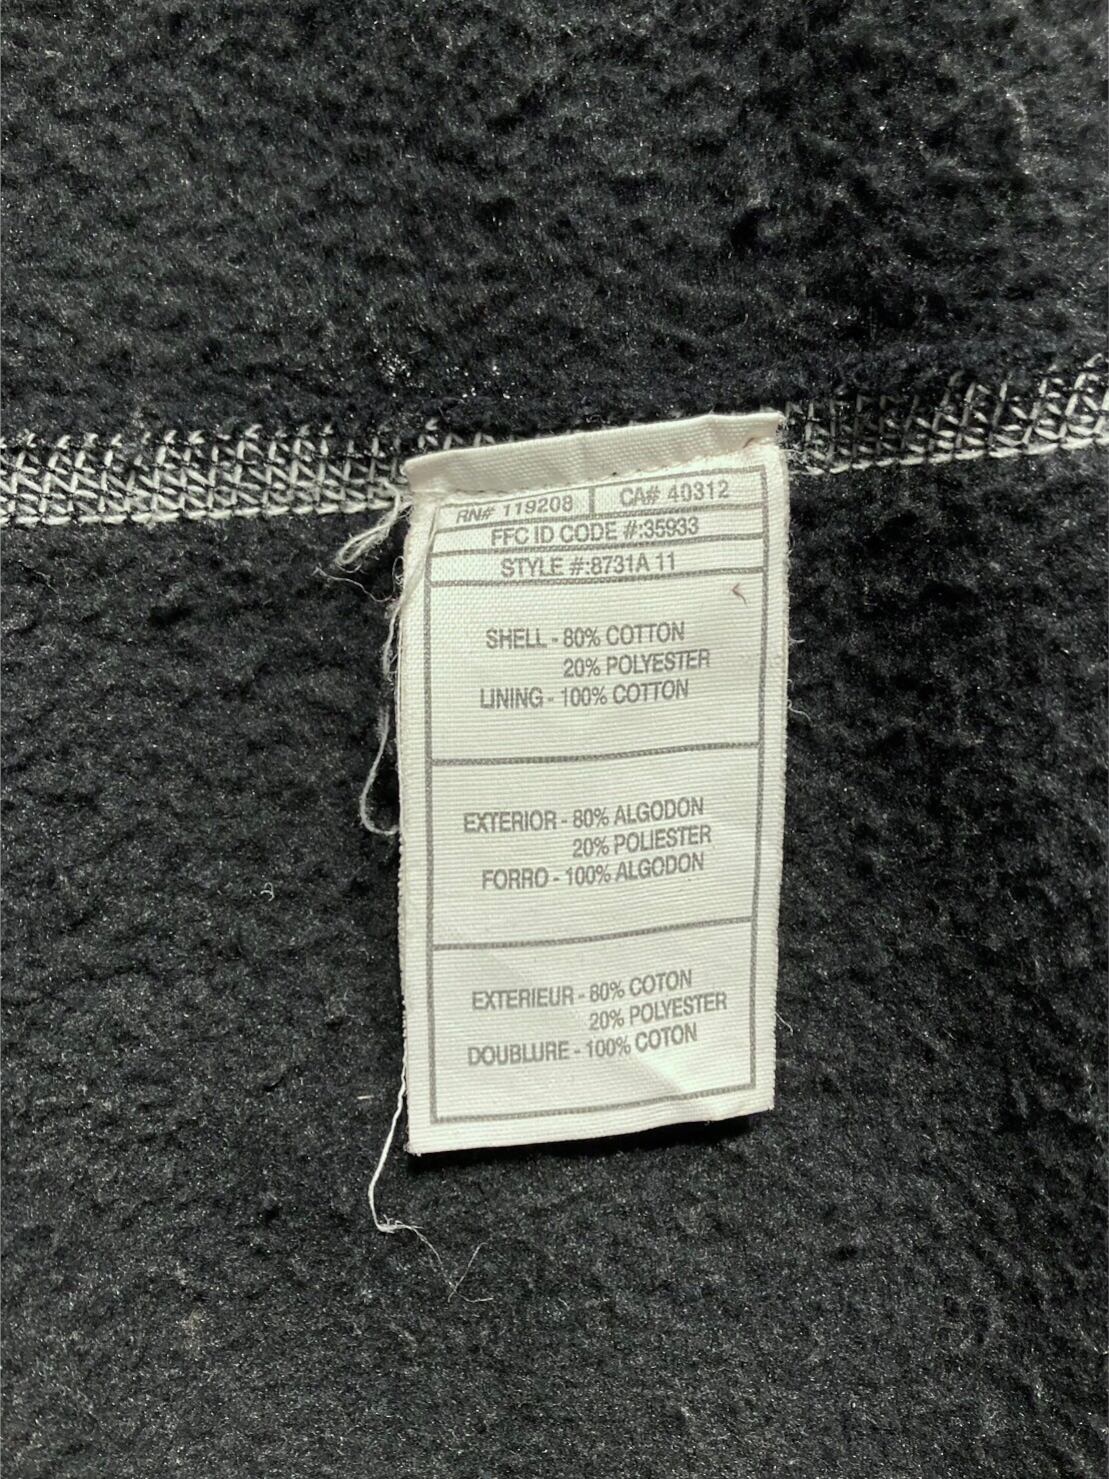 RN# 119208 CA# 40312
FFC ID CODE #:35933
STYLE #:8731A 11
SHELL - 80% COTTON
20% POLYESTER
LINING - 100% COTTON
EXTERIOR - 80% ALGODON
20% POLIESTER
FORRO - 100% ALGODON
EXTERIEUR - 80% COTON
20% POLYESTER
DOUBLURE - 100% COTON